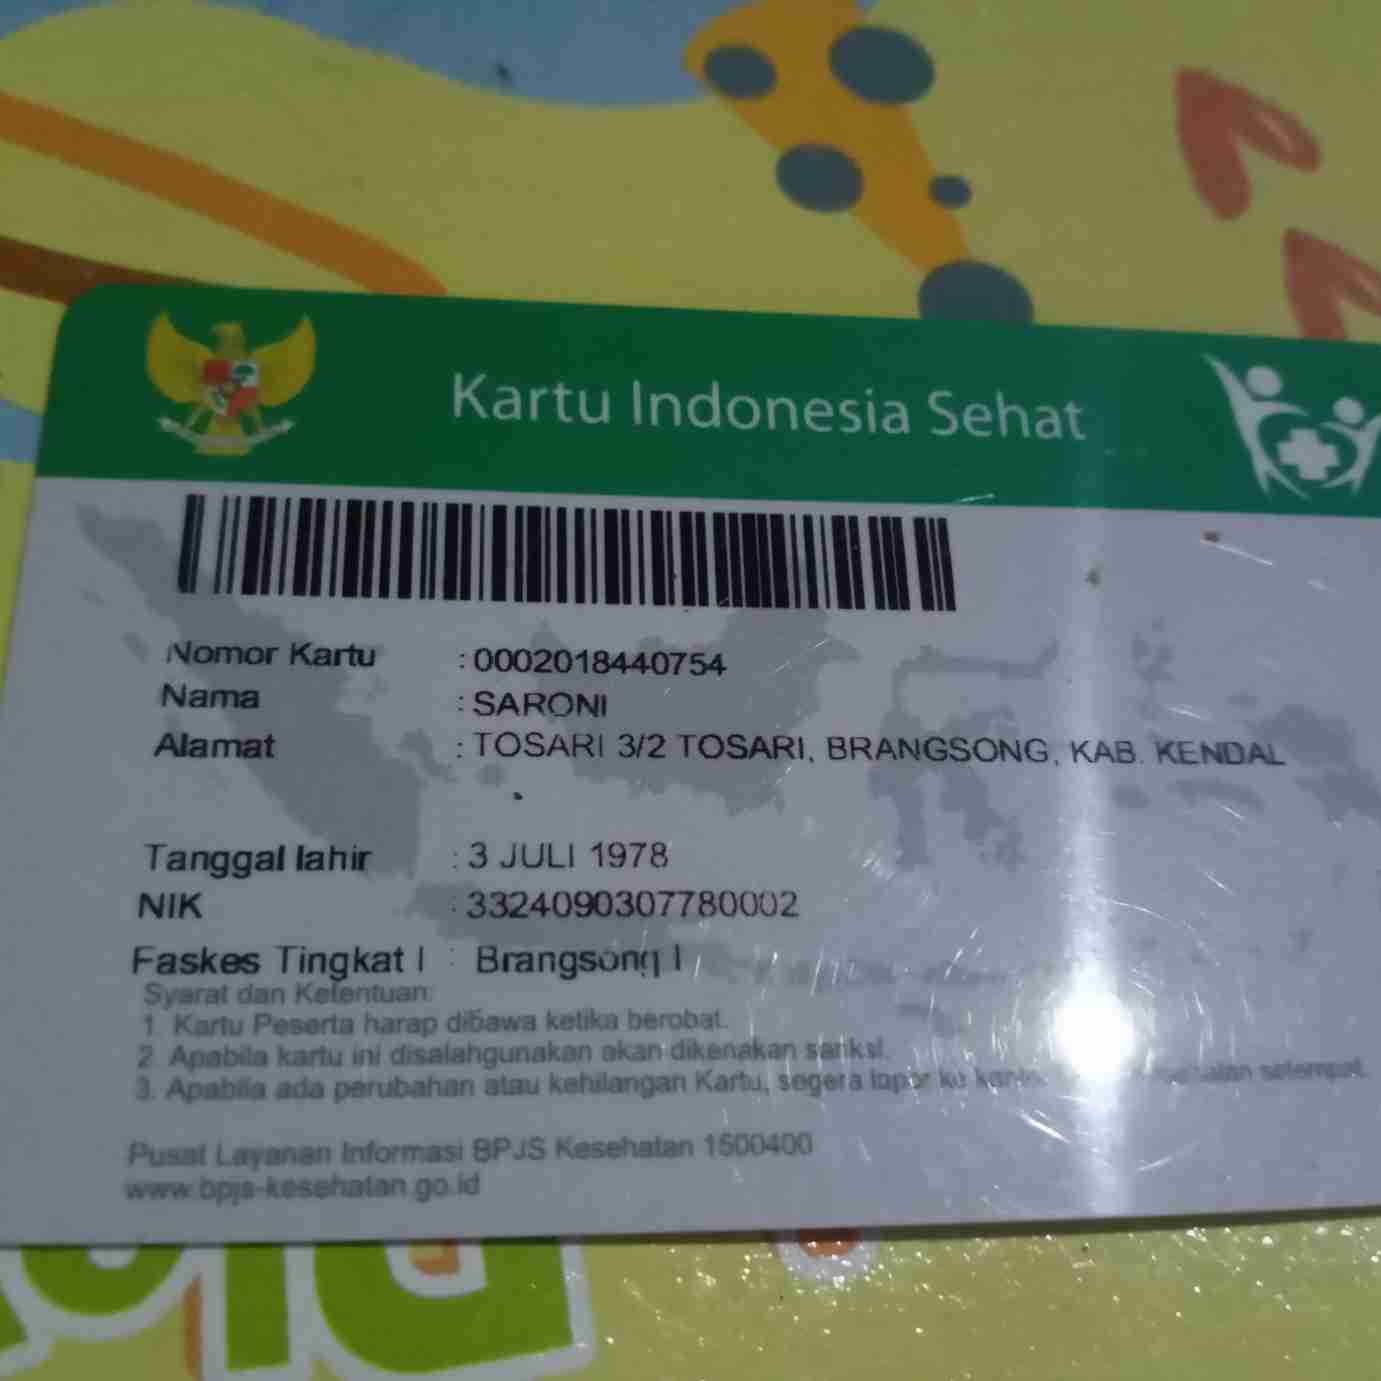 Kartu Indonesia Sehat
Nomor Kartu : 0002018440754
Nama : SARONI
Alamat : TOSARI 3/2 TOSARI, BRANGSONG, KAB. KENDAL
Tanggal lahir : 3 JULI 1978
NIK : 3324090307780002
Faskes Tingkat I : Brangsong I
Syarat dan Ketentuan:
1. Kartu Peserta harap dibawa ketika berobat.
2. Apabila kartu ini disalahgunakan akan dikenakan sanksi.
3. Apabila ada perubahan atau kehilangan Kartu, segera lapor ke setempat.
Pusat Layanan Informasi BPJS Kesehatan 1500400
www.bpjs-kesehatan.go.id